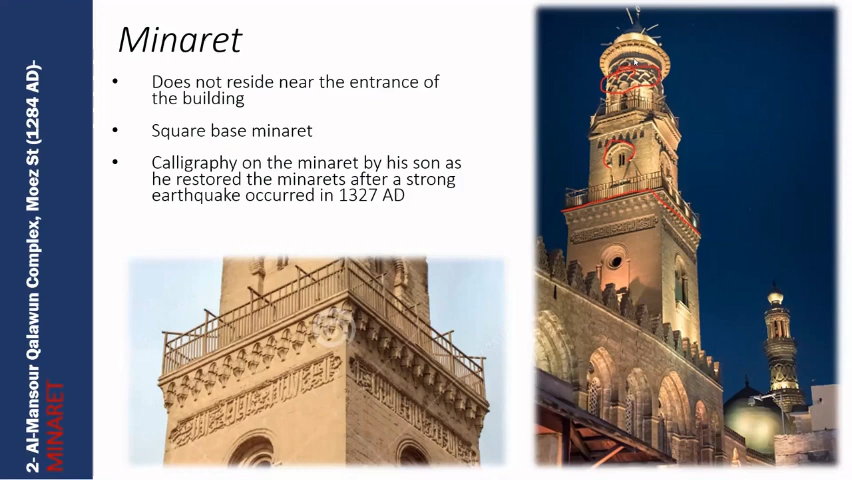 2- Al-Mansour Qalawun Complex, Moez St (1284 AD)-
MINARET
Minaret
• Does not reside near the entrance of
the building
• Square base minaret
• Calligraphy on the minaret by his son as
he restored the minarets after a strong
earthquake occurred in 1327 AD